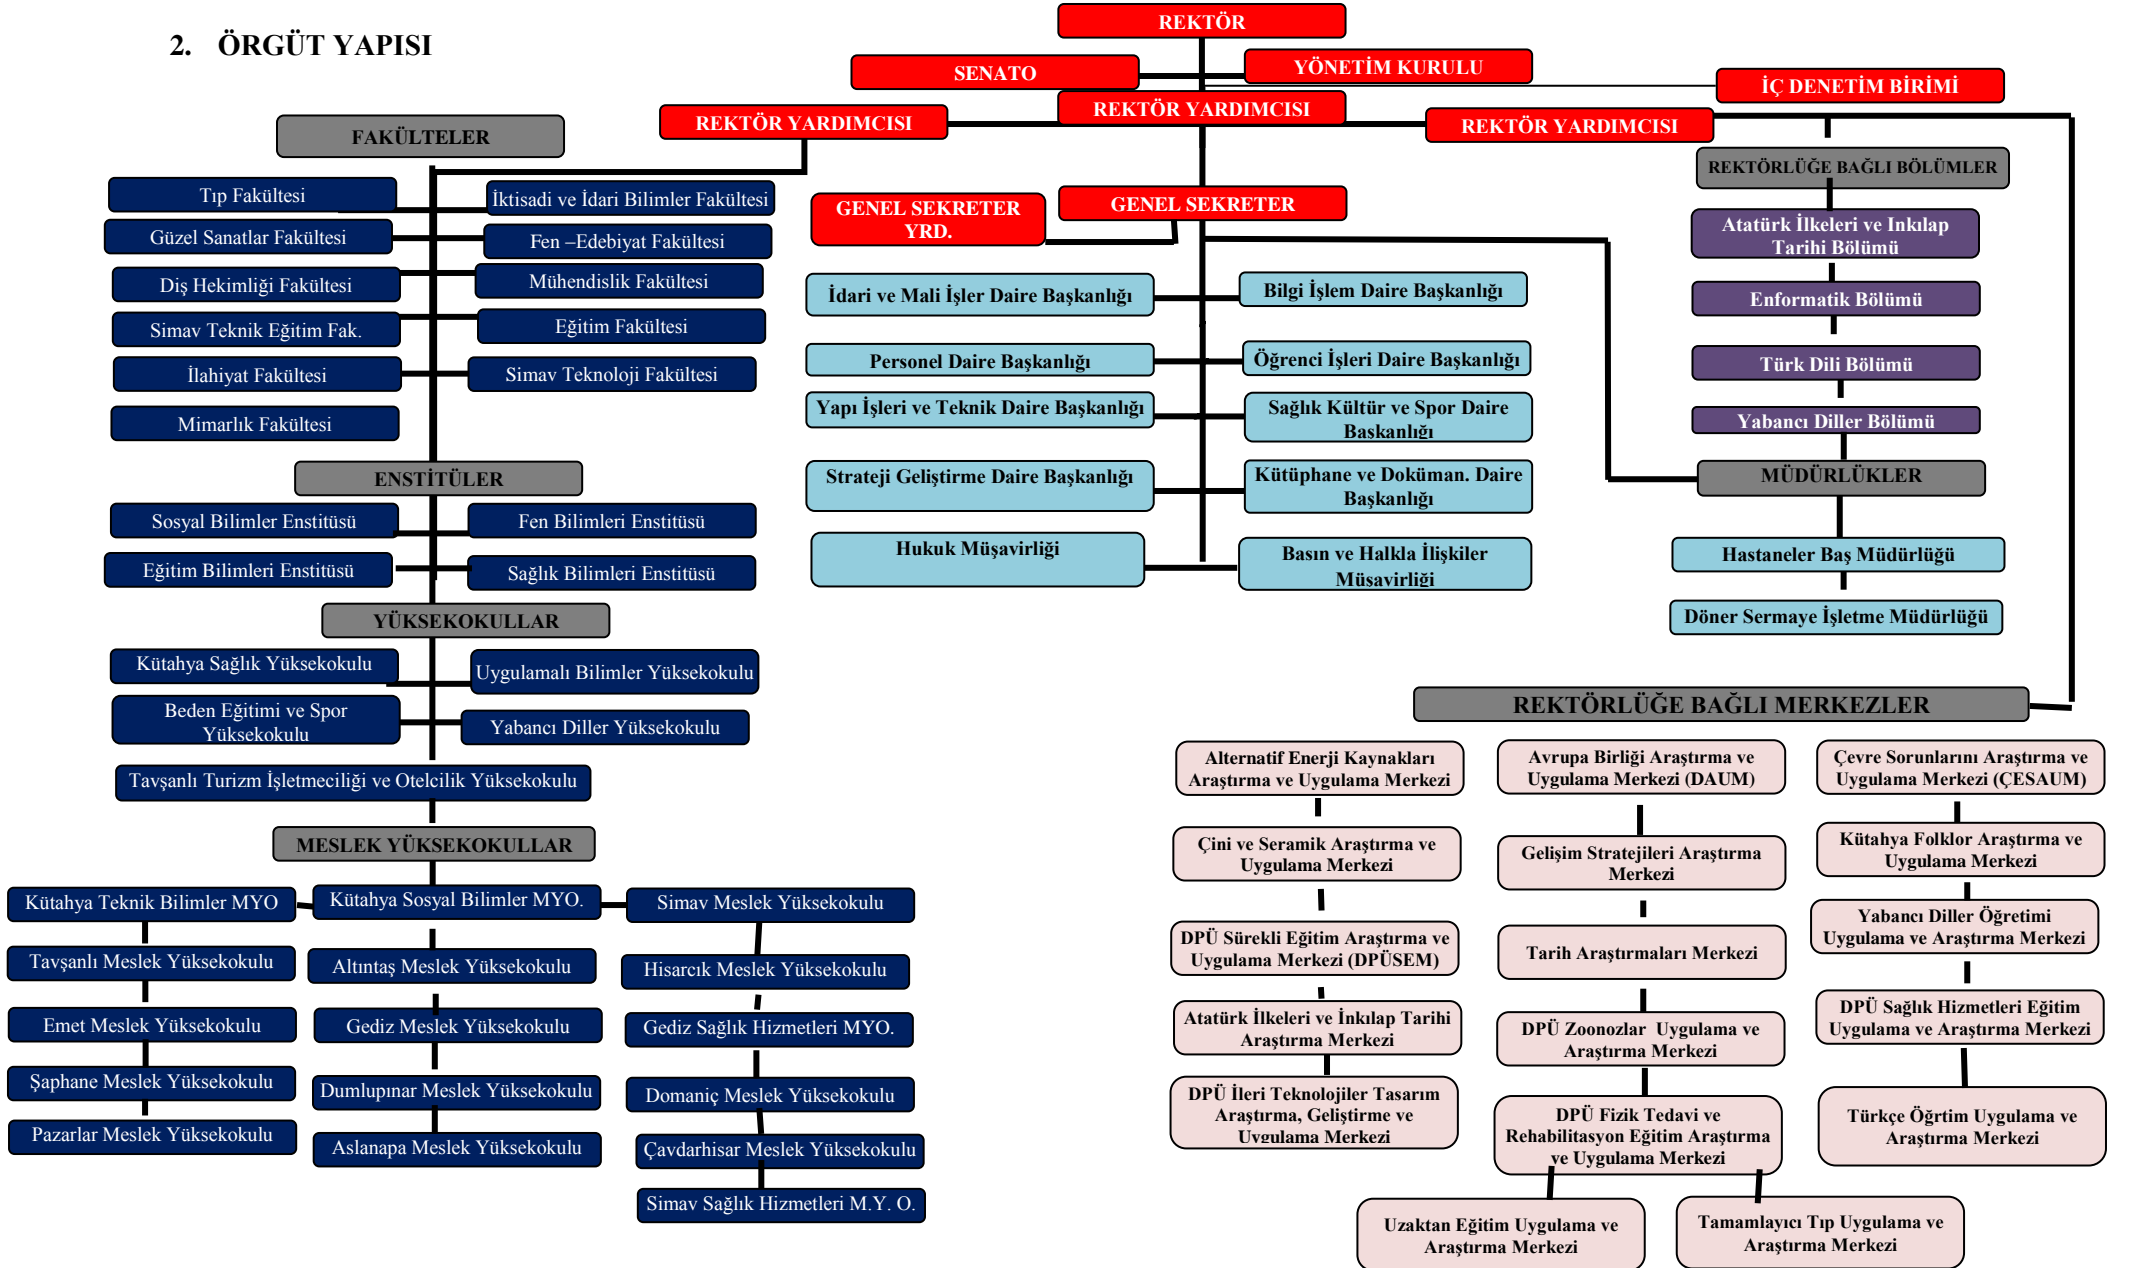 2. ÖRGÜT YAPISI
REKTÖR
SENATO
YÖNETİM KURULU
İÇ DENETİM BİRİMİ
REKTÖR YARDIMCISI
REKTÖR YARDIMCISI
REKTÖR YARDIMCISI
FAKÜLTELER
Tıp Fakültesi
İktisadi ve İdari Bilimler Fakültesi
Güzel Sanatlar Fakültesi
Fen –Edebiyat Fakültesi
Diş Hekimliği Fakültesi
Mühendislik Fakültesi
Simav Teknik Eğitim Fak.
Eğitim Fakültesi
İlahiyat Fakültesi
Simav Teknoloji Fakültesi
Mimarlık Fakültesi
ENSTİTÜLER
Sosyal Bilimler Enstitüsü
Fen Bilimleri Enstitüsü
Eğitim Bilimleri Enstitüsü
Sağlık Bilimleri Enstitüsü
YÜKSEKOKULLAR
Kütahya Sağlık Yüksekokulu
Uygulamalı Bilimler Yüksekokulu
Beden Eğitimi ve Spor
Yüksekokulu
Yabancı Diller Yüksekokulu
Tavşanlı Turizm İşletmeciliği ve Otelcilik Yüksekokulu
MESLEK YÜKSEKOKULLAR
Kütahya Teknik Bilimler MYO
Kütahya Sosyal Bilimler MYO.
Simav Meslek Yüksekokulu
Tavşanlı Meslek Yüksekokulu
Altıntaş Meslek Yüksekokulu
Hisarcık Meslek Yüksekokulu
Emet Meslek Yüksekokulu
Gediz Meslek Yüksekokulu
Gediz Sağlık Hizmetleri MYO.
Şaphane Meslek Yüksekokulu
Dumlupınar Meslek Yüksekokulu
Domaniç Meslek Yüksekokulu
Pazarlar Meslek Yüksekokulu
Aslanapa Meslek Yüksekokulu
Çavdarhisar Meslek Yüksekokulu
Simav Sağlık Hizmetleri M.Y. O.
GENEL SEKRETER
YRD.
GENEL SEKRETER
İdari ve Mali İşler Daire Başkanlığı
Bilgi İşlem Daire Başkanlığı
Personel Daire Başkanlığı
Öğrenci İşleri Daire Başkanlığı
Yapı İşleri ve Teknik Daire Başkanlığı
Sağlık Kültür ve Spor Daire
Başkanlığı
Strateji Geliştirme Daire Başkanlığı
Kütüphane ve Doküman. Daire
Başkanlığı
Hukuk Müşavirliği
Basın ve Halkla İlişkiler
Müşavirliği
REKTÖRLÜĞE BAĞLI BÖLÜMLER
Atatürk İlkeleri ve Inkılap
Tarihi Bölümü
Enformatik Bölümü
Türk Dili Bölümü
Yabancı Diller Bölümü
MÜDÜRLÜKLER
Hastaneler Baş Müdürlüğü
Döner Sermaye İşletme Müdürlüğü
REKTÖRLÜĞE BAĞLI MERKEZLER
Alternatif Enerji Kaynakları
Araştırma ve Uygulama Merkezi
Avrupa Birliği Araştırma ve
Uygulama Merkezi (DAUM)
Çevre Sorunlarını Araştırma ve
Uygulama Merkezi (ÇESAUM)
Çini ve Seramik Araştırma ve
Uygulama Merkezi
Gelişim Stratejileri Araştırma
Merkezi
Kütahya Folklor Araştırma ve
Uygulama Merkezi
DPÜ Sürekli Eğitim Araştırma ve
Uygulama Merkezi (DPÜSEM)
Tarih Araştırmaları Merkezi
Yabancı Diller Öğretimi
Uygulama ve Araştırma Merkezi
Atatürk İlkeleri ve İnkılap Tarihi
Araştırma Merkezi
DPÜ Zoonozlar Uygulama ve
Araştırma Merkezi
DPÜ Sağlık Hizmetleri Eğitim
Uygulama ve Araştırma Merkezi
DPÜ İleri Teknolojiler Tasarım
Araştırma, Geliştirme ve
Uygulama Merkezi
DPÜ Fizik Tedavi ve
Rehabilitasyon Eğitim Araştırma
ve Uygulama Merkezi
Türkçe Öğrtim Uygulama ve
Araştırma Merkezi
Uzaktan Eğitim Uygulama ve
Araştırma Merkezi
Tamamlayıcı Tıp Uygulama ve
Araştırma Merkezi